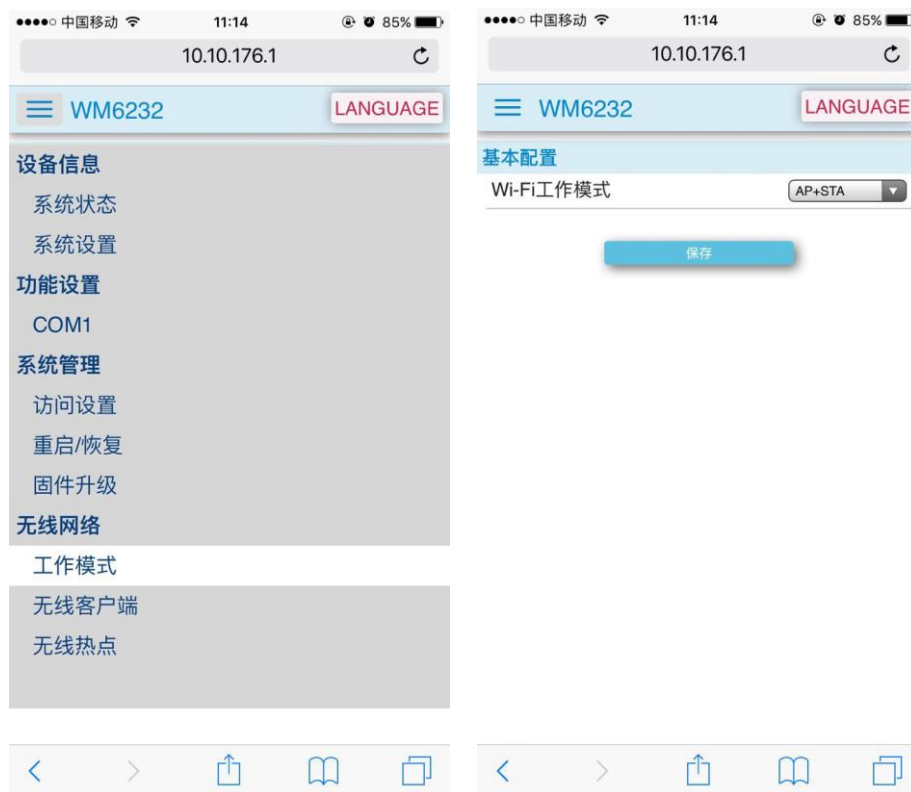 中国移动 11:14 85%
10.10.176.1
WM6232 LANGUAGE
设备信息
系统状态
系统设置
功能设置
COM1
系统管理
访问设置
重启/恢复
固件升级
无线网络
工作模式
无线客户端
无线热点
中国移动 11:14 85%
10.10.176.1
WM6232 LANGUAGE
基本配置
Wi-Fi工作模式 AP+STA
保存